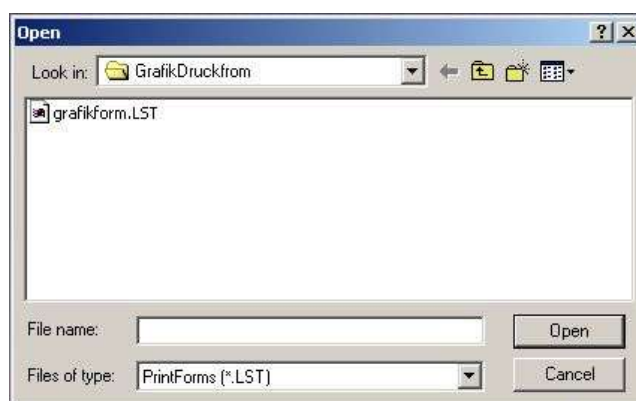 Open
Look in: GrafikDruckfrom
grafikform.LST
File name:
Open
Files of type: PrintForms (*.LST)
Cancel